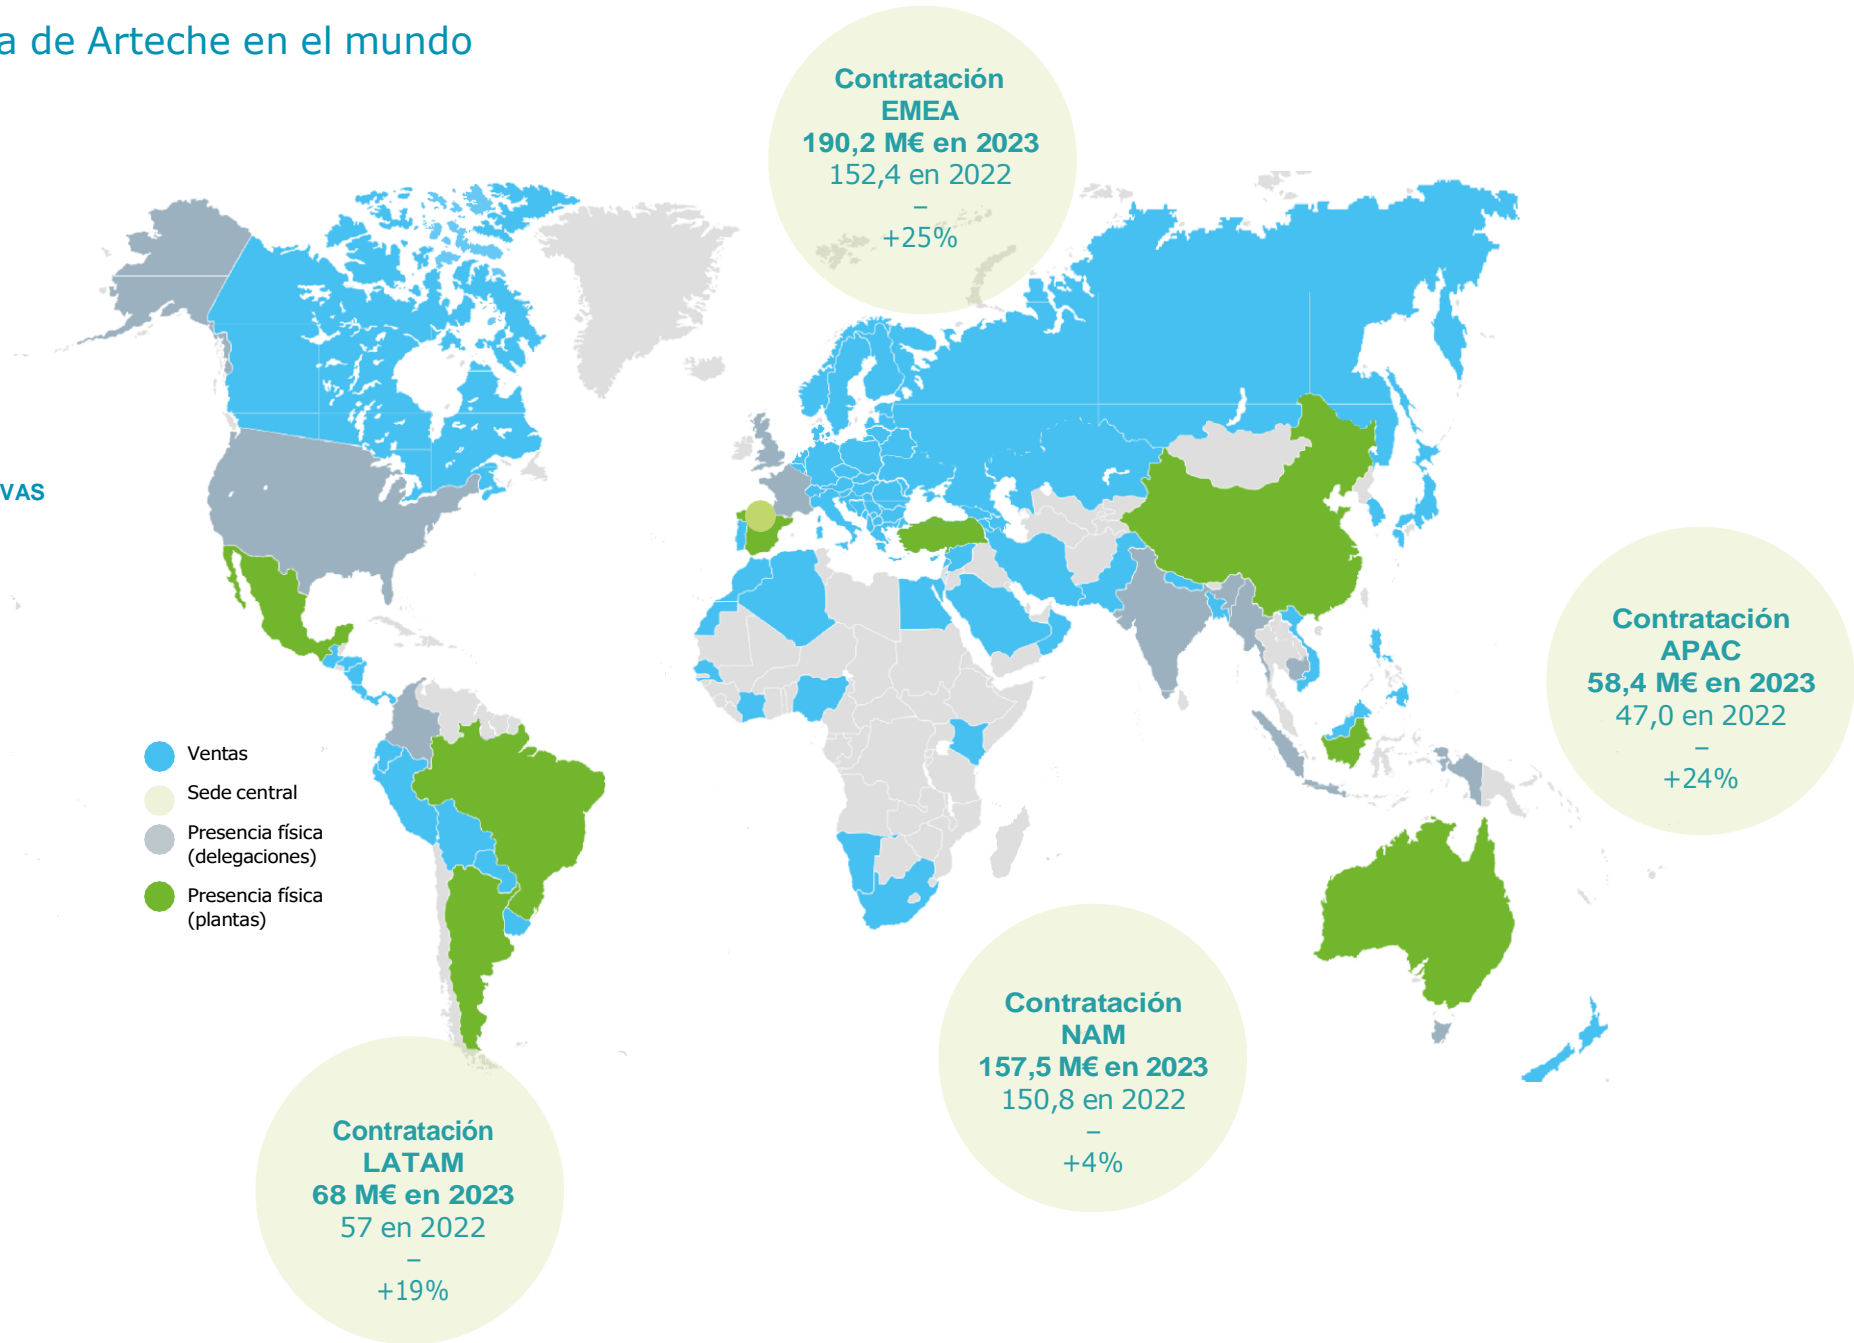 a de Arteche en el mundo
Contratación
EMEA
190,2 M€ en 2023
152,4 en 2022
–
+25%
VAS
Contratación
APAC
58,4 M€ en 2023
47,0 en 2022
–
+24%
Ventas
Sede central
Presencia física
(delegaciones)
Presencia física
(plantas)
Contratación
NAM
157,5 M€ en 2023
150,8 en 2022
–
+4%
Contratación
LATAM
68 M€ en 2023
57 en 2022
–
+19%